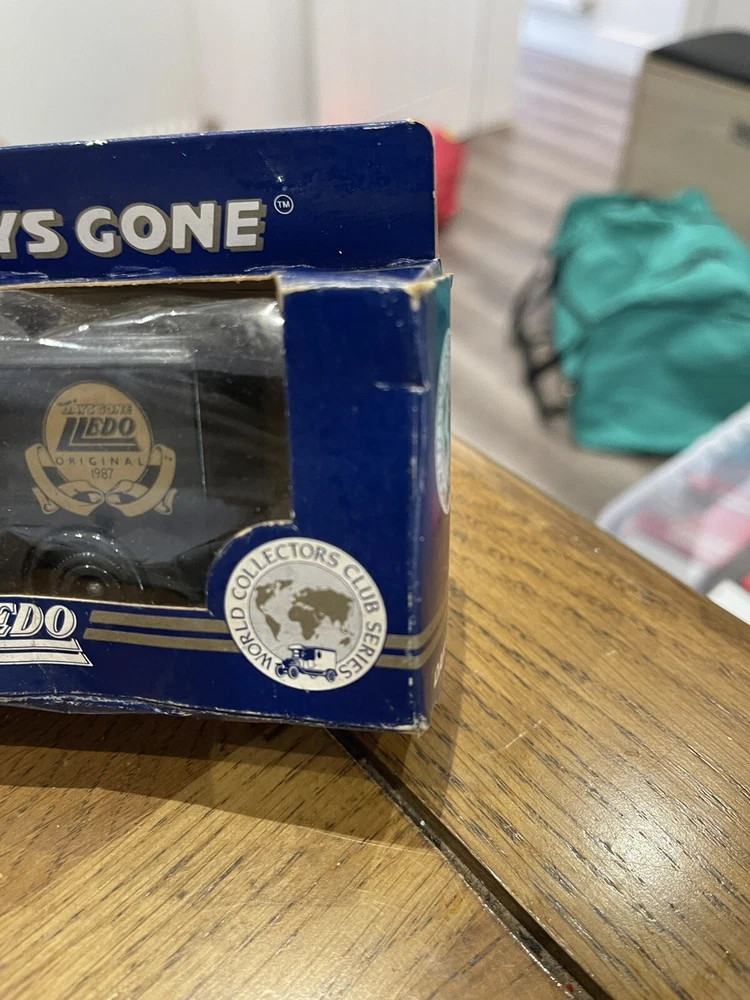 YS GONE™
DAYS GONE
LLEDO
ORIGINAL
1987
EDO
WORLD COLLECTORS CLUB SERIES